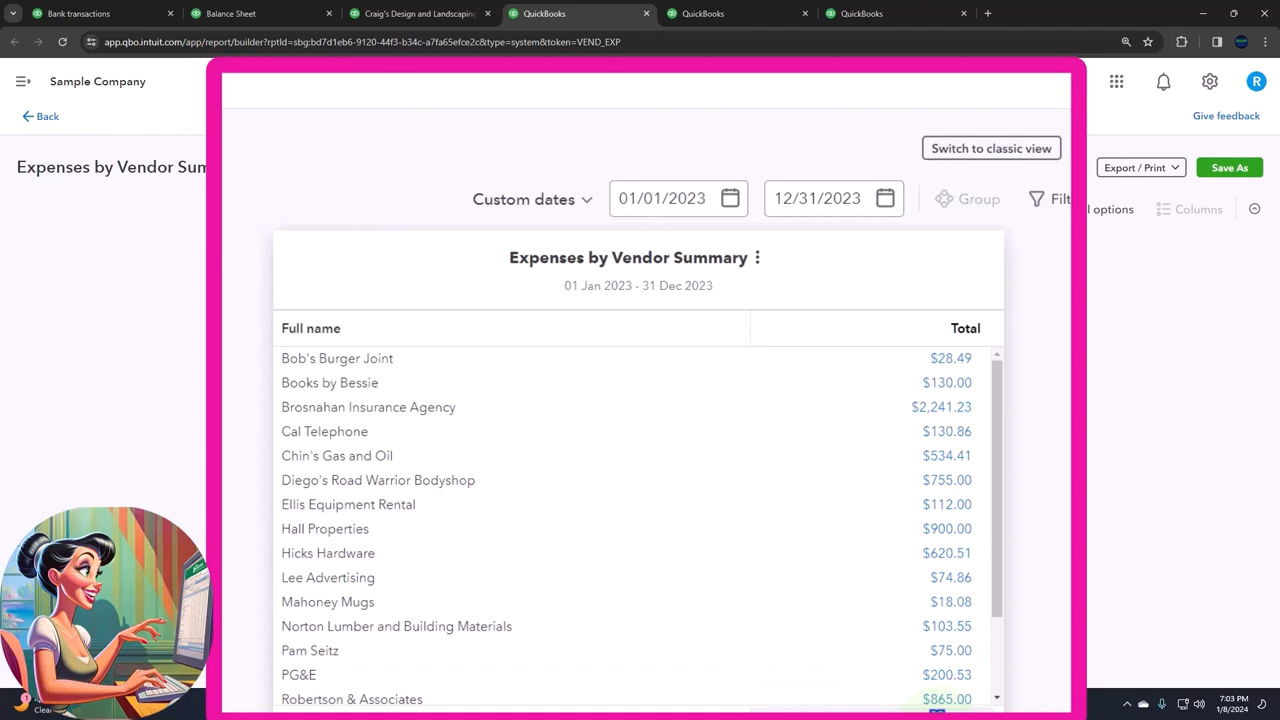 Bank transactions
Balance Sheet
Craig's Design and Landscaping
QuickBooks
QuickBooks
QuickBooks
app.qbo.intuit.com/app/report/builder?rptId=sbg:bd7d1eb6-9120-44f3-b34c-a7fa65efce2c&type=system&token=VEND_EXP
Sample Company
R
Back
Give feedback
Switch to classic view
Expenses by Vendor Sum
Export / Print
Save As
Custom dates
01/01/2023
12/31/2023
Group
Filt
l options
Columns
Expenses by Vendor Summary
01 Jan 2023 - 31 Dec 2023
Full name Total
Bob's Burger Joint $28.49
Books by Bessie $130.00
Brosnahan Insurance Agency $2,241.23
Cal Telephone $130.86
Chin's Gas and Oil $534.41
Diego's Road Warrior Bodyshop $755.00
Ellis Equipment Rental $112.00
Hall Properties $900.00
Hicks Hardware $620.51
Lee Advertising $74.86
Mahoney Mugs $18.08
Norton Lumber and Building Materials $103.55
Pam Seitz $75.00
PG&E $200.53
Robertson & Associates $865.00
Clea
7:03 PM
1/8/2024